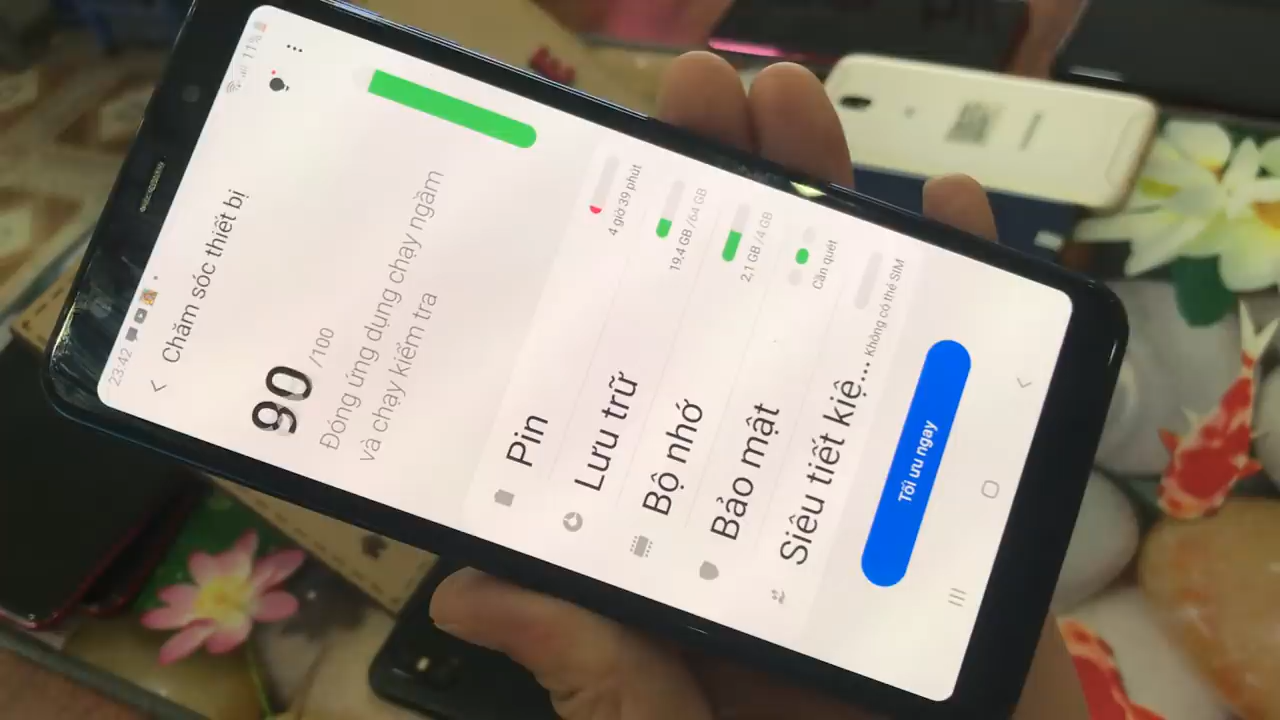 23:42
11%
Chăm sóc thiết bị
90 /100
Đóng ứng dụng chạy ngầm
và chạy kiểm tra
Pin
4 giờ 39 phút
Lưu trữ
19,4 GB /64 GB
Bộ nhớ
2,1 GB /4 GB
Bảo mật
Cần quét
Siêu tiết kiệ...
Không có thẻ SIM
Tối ưu ngay